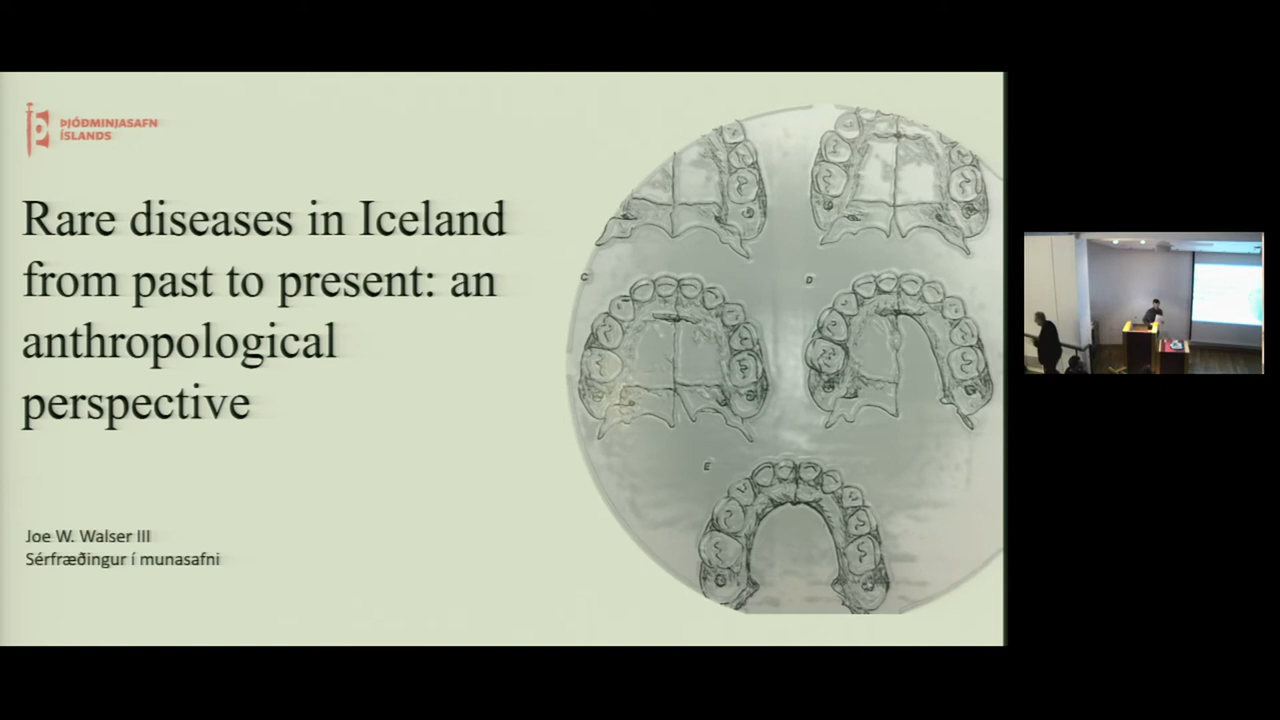 ÞJÓÐMINJASAFN
ÍSLANDS
Rare diseases in Iceland
from past to present: an
anthropological
perspective
Joe W. Walser III
Sérfræðingur í munasafni
C
D
E